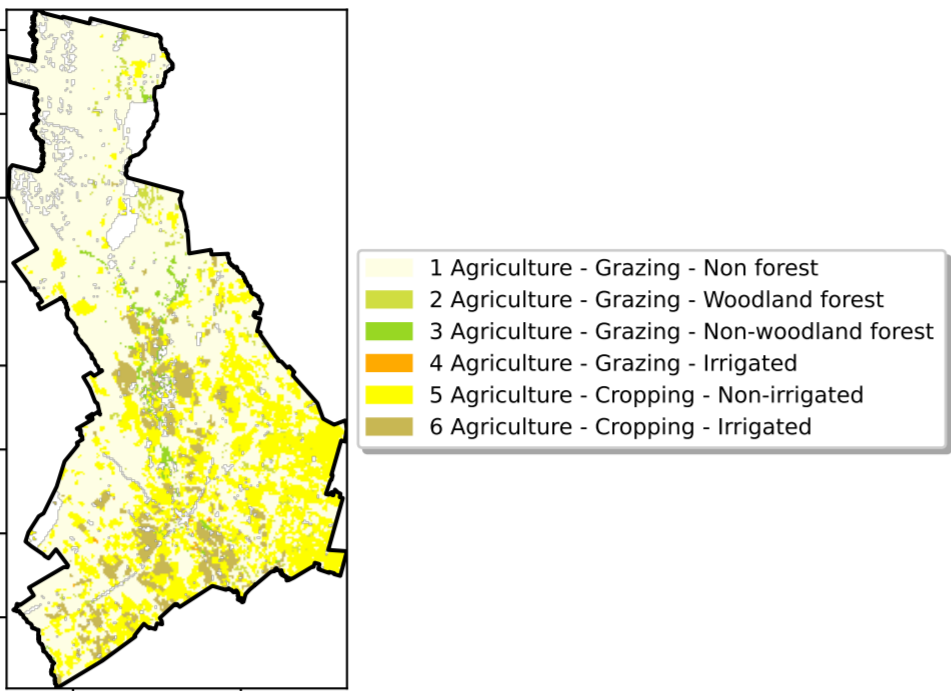 1 Agriculture - Grazing - Non forest
2 Agriculture - Grazing - Woodland forest
3 Agriculture - Grazing - Non-woodland forest
4 Agriculture - Grazing - Irrigated
5 Agriculture - Cropping - Non-irrigated
6 Agriculture - Cropping - Irrigated